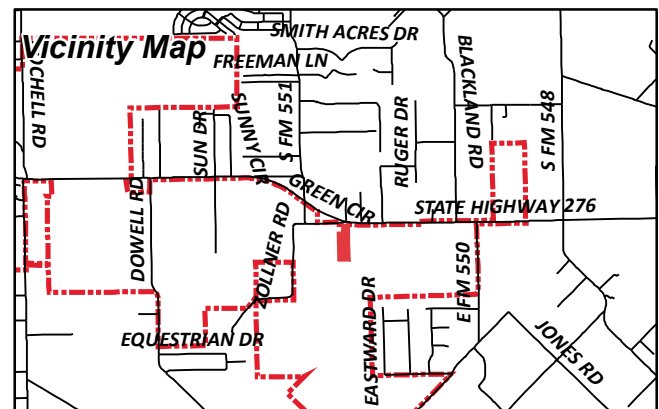 SMITH ACRES DR
Vicinity Map
FREEMAN LN
OCHELL RD
SUN DR
SUNNY CIR
S FM 551
RUGER DR
BLACKLAND RD
S FM 548
GREEN CIR
STATE HIGHWAY 276
DOWELL RD
ZOLLNER RD
EASTWARD DR
E FM 550
EQUESTRIAN DR
JONES RD